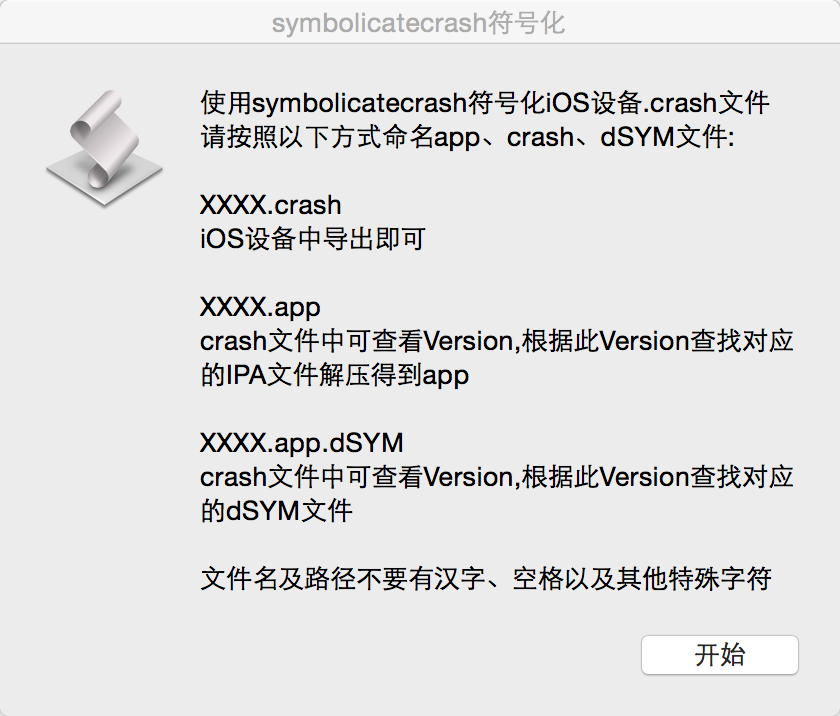 symbolicatecrash符号化
使用symbolicatecrash符号化iOS设备.crash文件
请按照以下方式命名app、crash、dSYM文件:
XXXX.crash
iOS设备中导出即可
XXXX.app
crash文件中可查看Version,根据此Version查找对应
的IPA文件解压得到app
XXXX.app.dSYM
crash文件中可查看Version,根据此Version查找对应
的dSYM文件
文件名及路径不要有汉字、空格以及其他特殊字符
开始